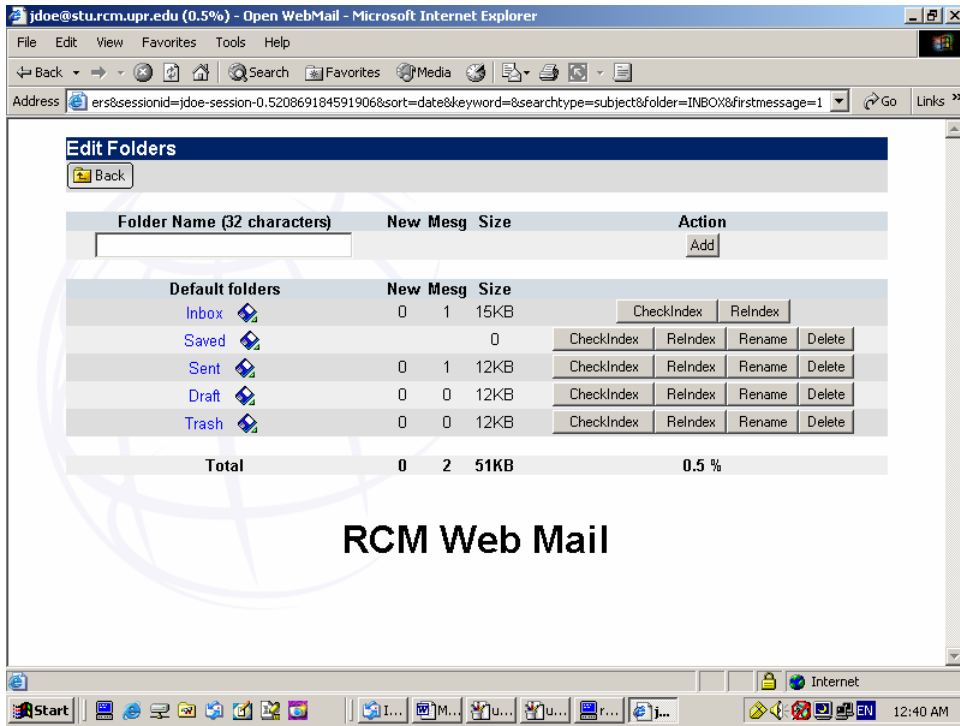 jdoe@stu.rcm.upr.edu (0.5%) - Open WebMail - Microsoft Internet Explorer
File Edit View Favorites Tools Help
Back Search Favorites Media
Address ers&sessionid=jdoe-session-0.520869184591906&sort=date&keyword=&searchtype=subject&folder=INBOX&firstmessage=1 Go Links »
Edit Folders
Back
Folder Name (32 characters) New Mesg Size Action
Add
Default folders New Mesg Size
Inbox 0 1 15KB CheckIndex ReIndex
Saved 0 CheckIndex ReIndex Rename Delete
Sent 0 1 12KB CheckIndex ReIndex Rename Delete
Draft 0 0 12KB CheckIndex ReIndex Rename Delete
Trash 0 0 12KB CheckIndex ReIndex Rename Delete
Total 0 2 51KB 0.5 %
RCM Web Mail
Internet
Start I... M... u... u... r... j... EN 12:40 AM